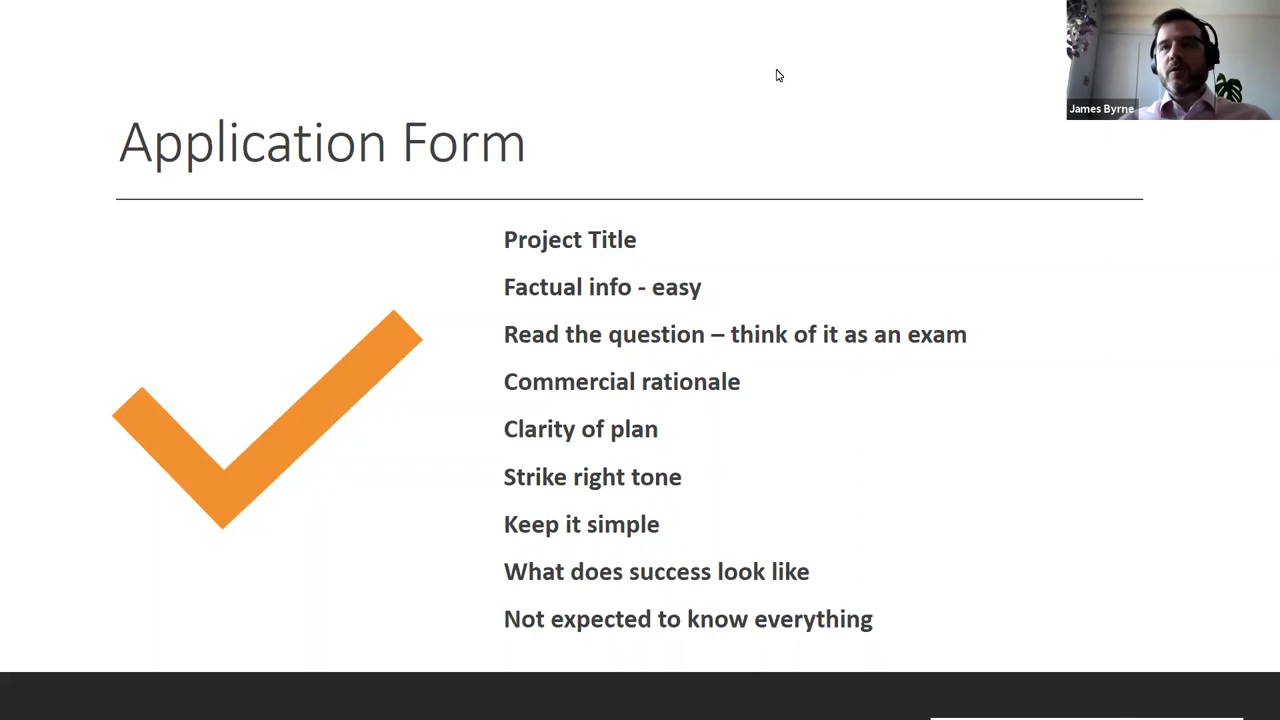 James Byrne
Application Form
Project Title
Factual info - easy
Read the question – think of it as an exam
Commercial rationale
Clarity of plan
Strike right tone
Keep it simple
What does success look like
Not expected to know everything